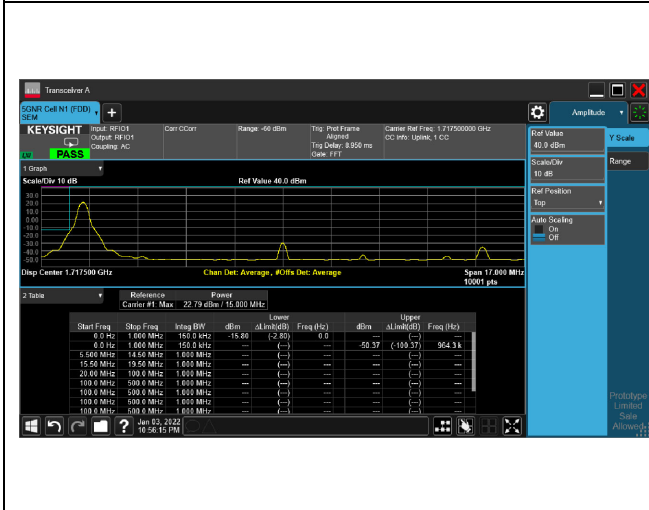 Transceiver A
5GNR Cell N1 (FDD)
SEM
Amplitude
KEYSIGHT
Input: RFIO1
Output: RFIO1
Coupling: AC
Corr CCorr
Range: -66 dBm
Trig: Pret Frame
Aligned
Trig Delay: 8.950 ms
Gate: FFT
Carrier Ref Freq: 1.717500000 GHz
CC Info: Uplink, 1 CC
PASS
Ref Value
40.0 dBm
Y Scale
Scale/Div
10 dB
Range
Ref Position
Top
Auto Scaling
On
Off
1 Graph
Scale/Div 10 dB
Ref Value 40.0 dBm
30.0
20.0
10.0
0.00
-10.0
-20.0
-30.0
-40.0
-50.0
Disp Center 1.717500 GHz
Chan Det: Average, #Offs Det: Average
Span 17.000 MHz
10001 pts
2 Table
Reference Power
Carrier #1 Max 22.79 dBm / 15.000 MHz
Lower Upper
Start Freq Stop Freq Integ BW dBm ΔLimit(dB) Freq (Hz) dBm ΔLimit(dB) Freq (Hz)
0.0 Hz 1.000 MHz 150.0 kHz -15.80 (-2.80) 0.0 --- (---) ---
0.0 Hz 1.000 MHz 150.0 kHz --- (---) --- -50.37 (-100.37) 964.3 k
5.500 MHz 14.50 MHz 1.000 MHz --- (---) --- --- (---) ---
15.50 MHz 19.50 MHz 1.000 MHz --- (---) --- --- (---) ---
20.00 MHz 100.0 MHz 1.000 MHz --- (---) --- --- (---) ---
100.0 MHz 500.0 MHz 1.000 MHz --- (---) --- --- (---) ---
100.0 MHz 500.0 MHz 1.000 MHz --- (---) --- --- (---) ---
100.0 MHz 500.0 MHz 1.000 MHz --- (---) --- --- (---) ---
100.0 MHz 500.0 MHz 1.000 MHz --- (---) --- --- (---) ---
Jan 03, 2022
10:56:15 PM
Prototype
Limited
Sale
Allowed